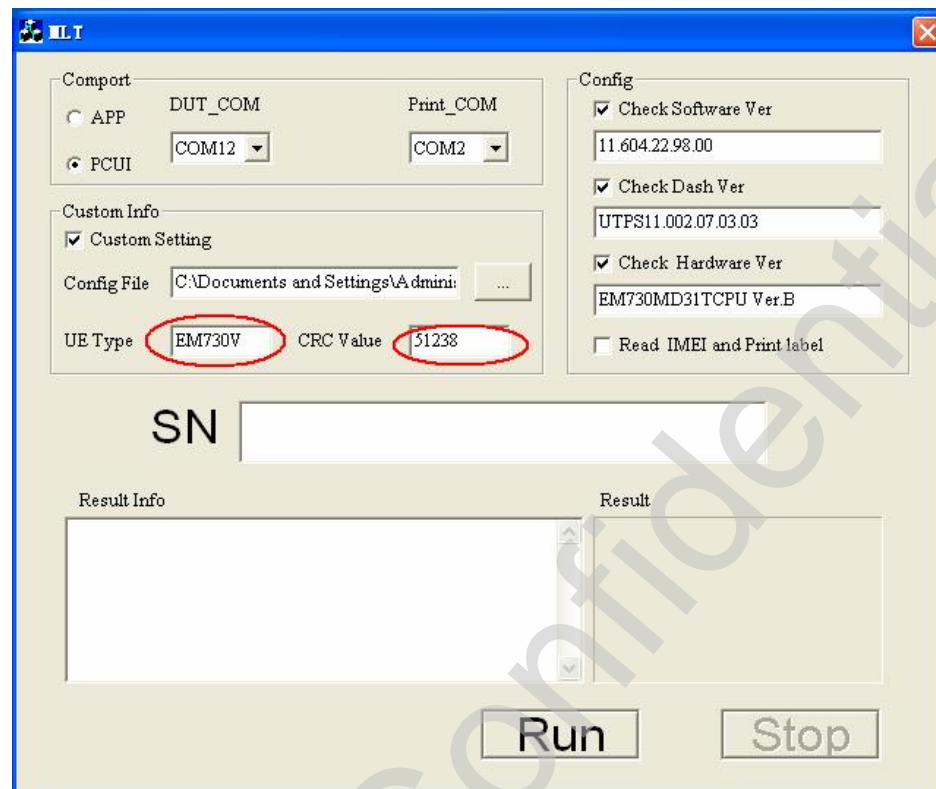 MLT
Comport
APP
PCUI
DUT_COM
COM12
Print_COM
COM2
Config
Check Software Ver
11.604.22.98.00
Check Dash Ver
UTPS11.002.07.03.03
Check Hardware Ver
EM730MD31TCPU Ver.B
Read IMEI and Print label
Custom Info
Custom Setting
Config File
C:\Documents and Settings\Admini:
...
UE Type
EM730V
CRC Value
51238
SN
Result Info
Result
Run
Stop
Confidential